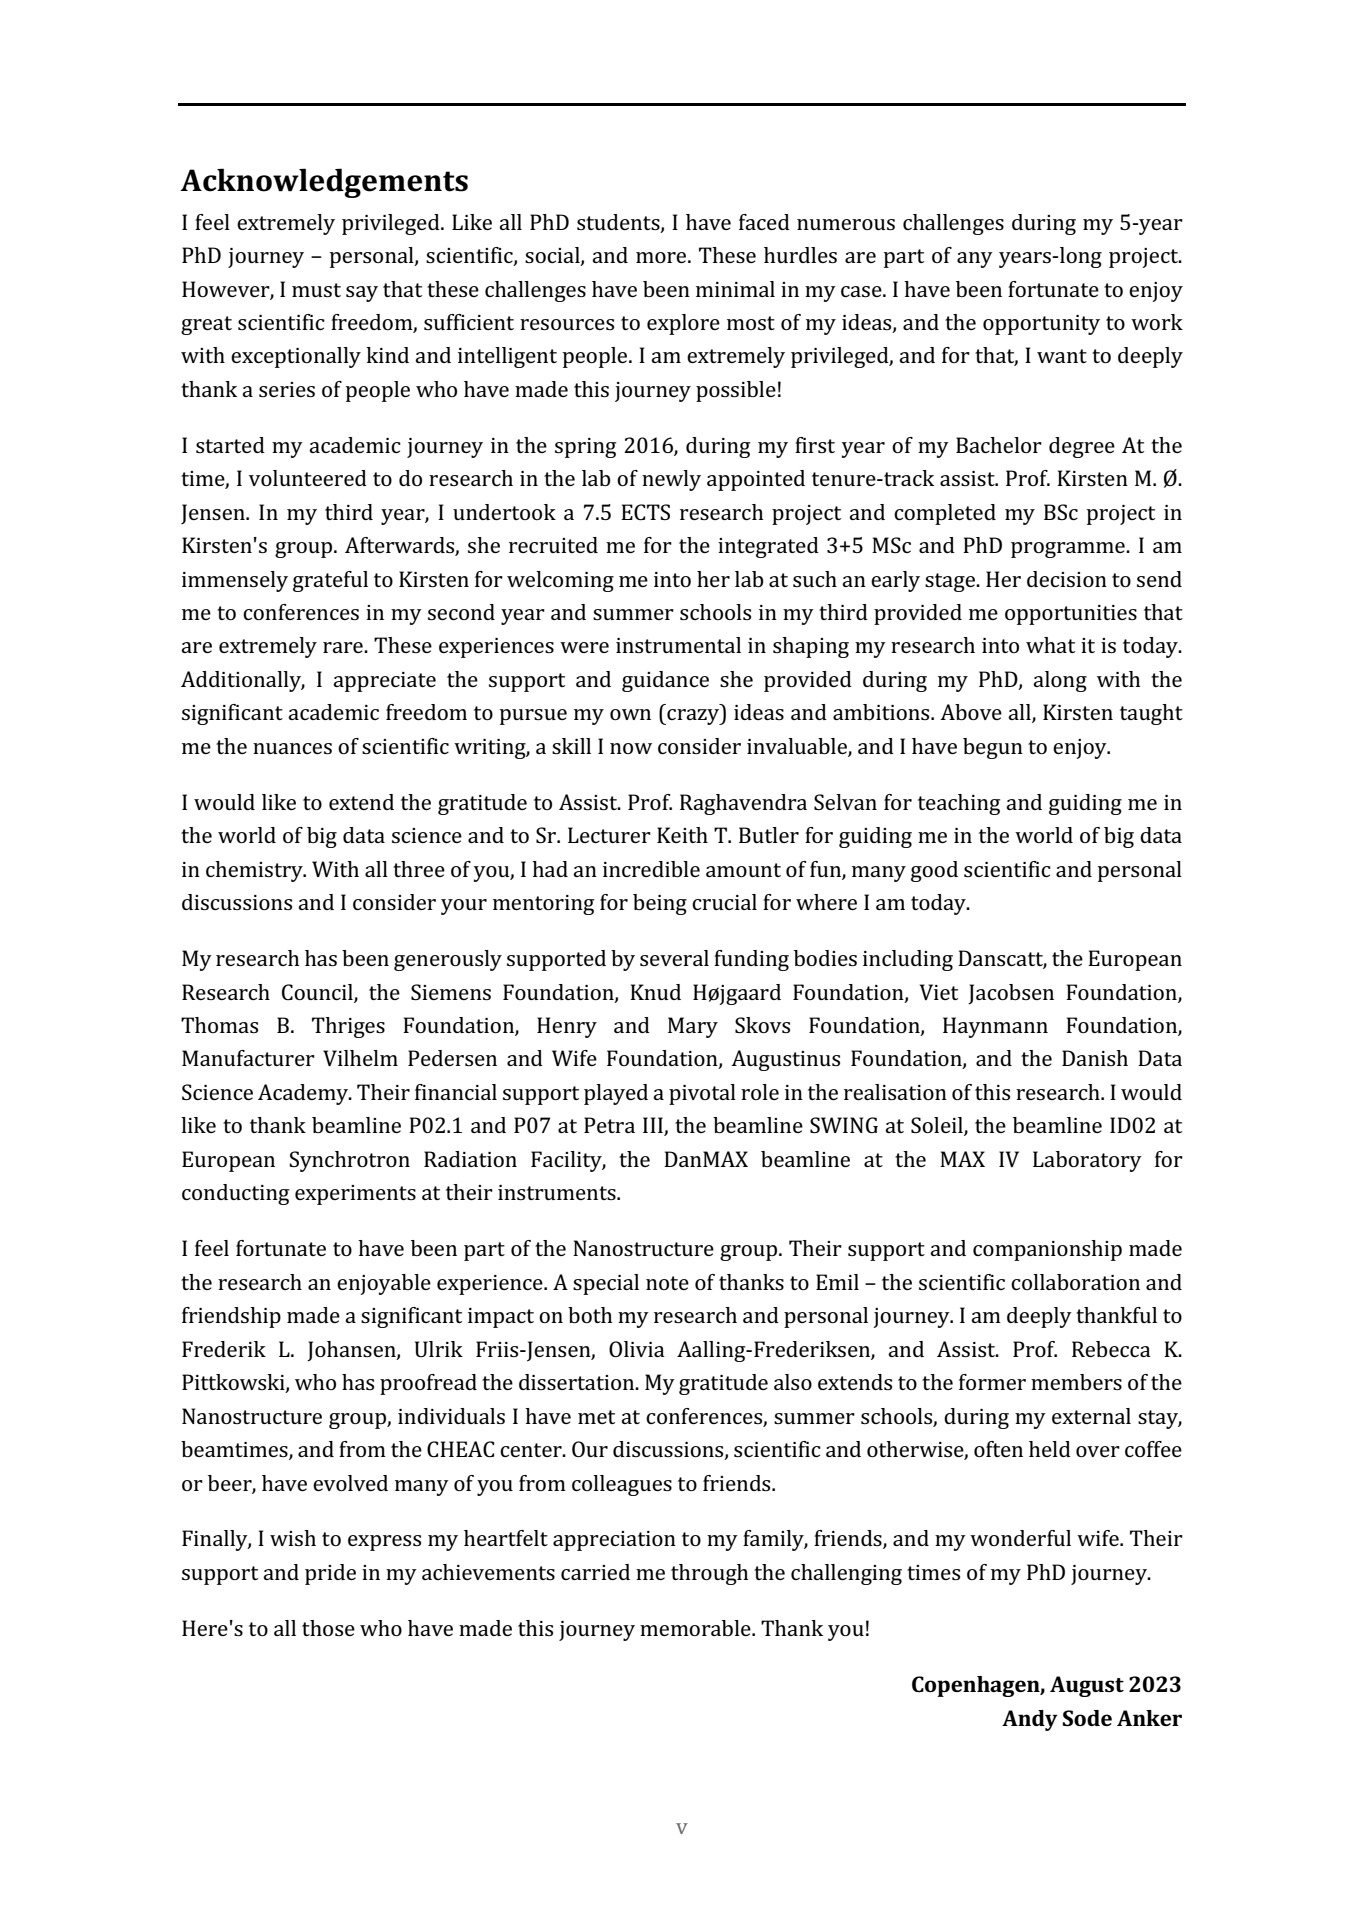 Acknowledgements
I feel extremely privileged. Like all PhD students, I have faced numerous challenges during my 5-year
PhD journey – personal, scientific, social, and more. These hurdles are part of any years-long project.
However, I must say that these challenges have been minimal in my case. I have been fortunate to enjoy
great scientific freedom, sufficient resources to explore most of my ideas, and the opportunity to work
with exceptionally kind and intelligent people. I am extremely privileged, and for that, I want to deeply
thank a series of people who have made this journey possible!
I started my academic journey in the spring 2016, during my first year of my Bachelor degree At the
time, I volunteered to do research in the lab of newly appointed tenure-track assist. Prof. Kirsten M. Ø.
Jensen. In my third year, I undertook a 7.5 ECTS research project and completed my BSc project in
Kirsten's group. Afterwards, she recruited me for the integrated 3+5 MSc and PhD programme. I am
immensely grateful to Kirsten for welcoming me into her lab at such an early stage. Her decision to send
me to conferences in my second year and summer schools in my third provided me opportunities that
are extremely rare. These experiences were instrumental in shaping my research into what it is today.
Additionally, I appreciate the support and guidance she provided during my PhD, along with the
significant academic freedom to pursue my own (crazy) ideas and ambitions. Above all, Kirsten taught
me the nuances of scientific writing, a skill I now consider invaluable, and I have begun to enjoy.
I would like to extend the gratitude to Assist. Prof. Raghavendra Selvan for teaching and guiding me in
the world of big data science and to Sr. Lecturer Keith T. Butler for guiding me in the world of big data
in chemistry. With all three of you, I had an incredible amount of fun, many good scientific and personal
discussions and I consider your mentoring for being crucial for where I am today.
My research has been generously supported by several funding bodies including Danscatt, the European
Research Council, the Siemens Foundation, Knud Højgaard Foundation, Viet Jacobsen Foundation,
Thomas B. Thriges Foundation, Henry and Mary Skovs Foundation, Haynmann Foundation,
Manufacturer Vilhelm Pedersen and Wife Foundation, Augustinus Foundation, and the Danish Data
Science Academy. Their financial support played a pivotal role in the realisation of this research. I would
like to thank beamline P02.1 and P07 at Petra III, the beamline SWING at Soleil, the beamline ID02 at
European Synchrotron Radiation Facility, the DanMAX beamline at the MAX IV Laboratory for
conducting experiments at their instruments.
I feel fortunate to have been part of the Nanostructure group. Their support and companionship made
the research an enjoyable experience. A special note of thanks to Emil – the scientific collaboration and
friendship made a significant impact on both my research and personal journey. I am deeply thankful to
Frederik L. Johansen, Ulrik Friis-Jensen, Olivia Aalling-Frederiksen, and Assist. Prof. Rebecca K.
Pittkowski, who has proofread the dissertation. My gratitude also extends to the former members of the
Nanostructure group, individuals I have met at conferences, summer schools, during my external stay,
beamtimes, and from the CHEAC center. Our discussions, scientific and otherwise, often held over coffee
or beer, have evolved many of you from colleagues to friends.
Finally, I wish to express my heartfelt appreciation to my family, friends, and my wonderful wife. Their
support and pride in my achievements carried me through the challenging times of my PhD journey.
Here's to all those who have made this journey memorable. Thank you!
Copenhagen, August 2023
Andy Sode Anker
v